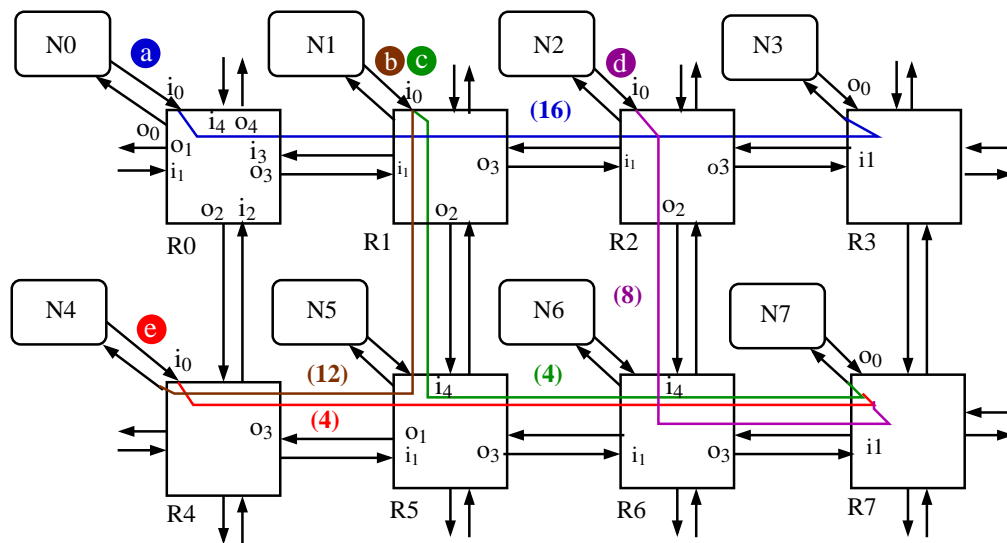 N0 a N1 b c N2 d N3
i0 i0 i0 o0
(16)
o0 i4 o4
o1 i3 i1 o3 i1 o3 i1
i1 o3
o2 i2 o2 o2
R0 R1 R2 R3
(8)
N4 e N5 N6 N7
i0 o0
(12) (4)
i4 i4
(4)
o3 o1 i1
i1 o3 i1 o3
R4 R5 R6 R7